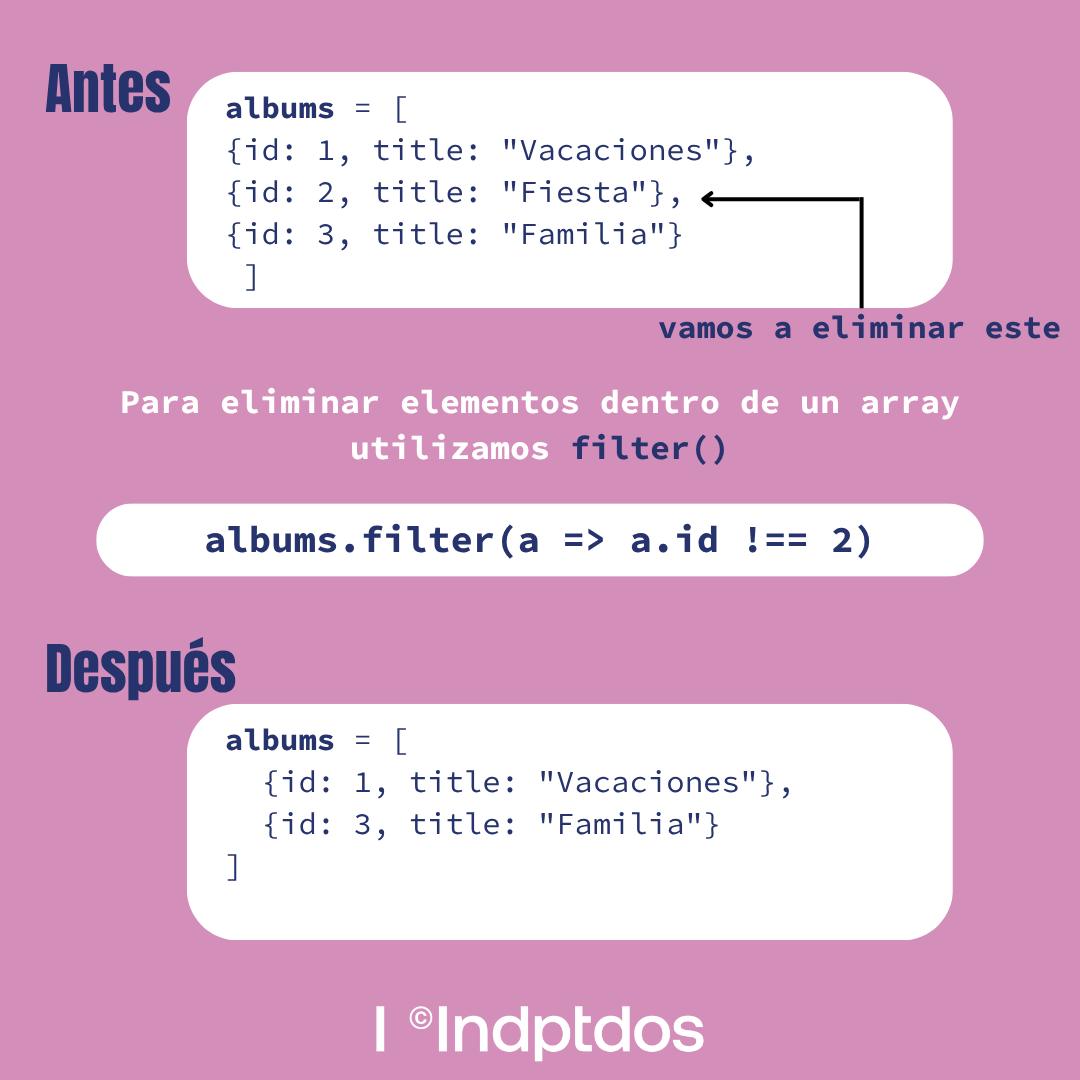 Antes
albums = [
{id: 1, title: "Vacaciones"},
{id: 2, title: "Fiesta"},
{id: 3, title: "Familia"}
]
vamos a eliminar este
Para eliminar elementos dentro de un array
utilizamos filter()
albums.filter(a => a.id !== 2)
Después
albums = [
{id: 1, title: "Vacaciones"},
{id: 3, title: "Familia"}
]
| ©Indptdos